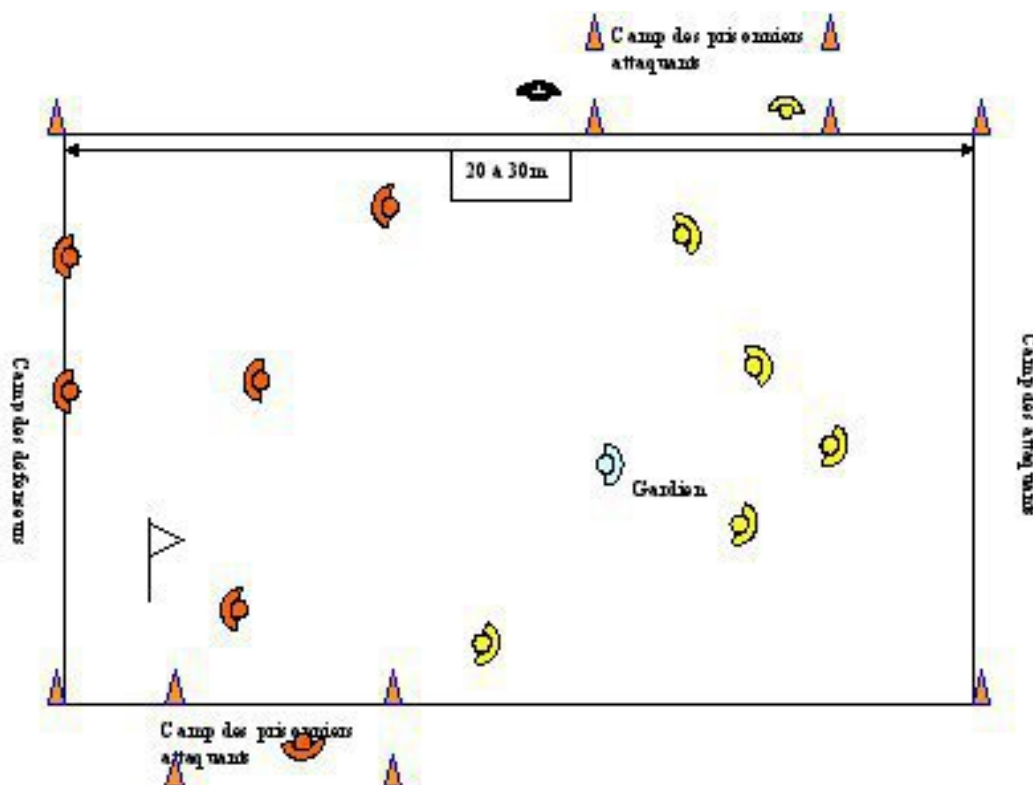 Camp des prisonniers
attaquants
20 à 30m
Camp des défenseurs
Camp des attaquants
Gardien
Camp des prisonniers
attaquants